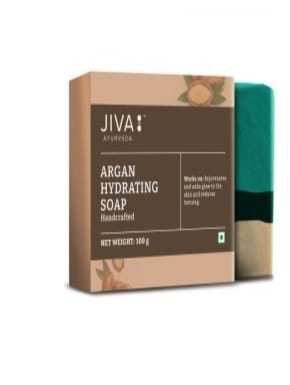 JIVA
AYURVEDA
ARGAN
HYDRATING
SOAP
Handcrafted
NET WEIGHT: 100 g
Works on: Rejuvenates
and adds glow to the
skin and reduces
tanning.